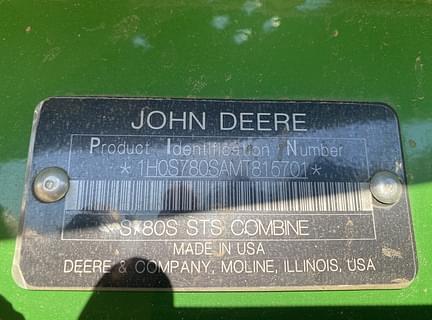 JOHN DEERE
Product Identification Number
*1H0S780SAMT815701*
S780S STS COMBINE
MADE IN USA
DEERE & COMPANY, MOLINE, ILLINOIS, USA